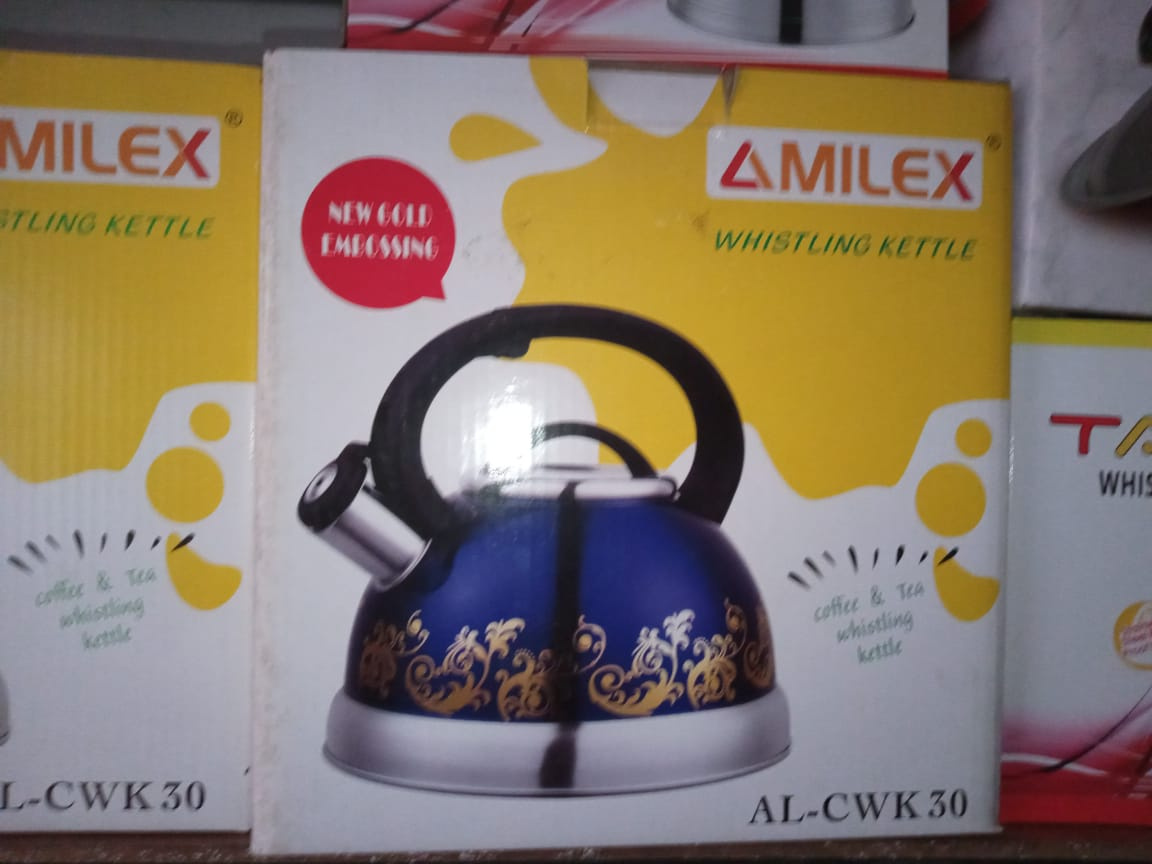 MILEX®
STLING KETTLE
coffee & Tea
whistling
kettle
L-CWK 30
NEW GOLD
EMBOSSING
AMILEX®
WHISTLING KETTLE
coffee & Tea
whistling
kettle
AL-CWK 30
TA
WHIS